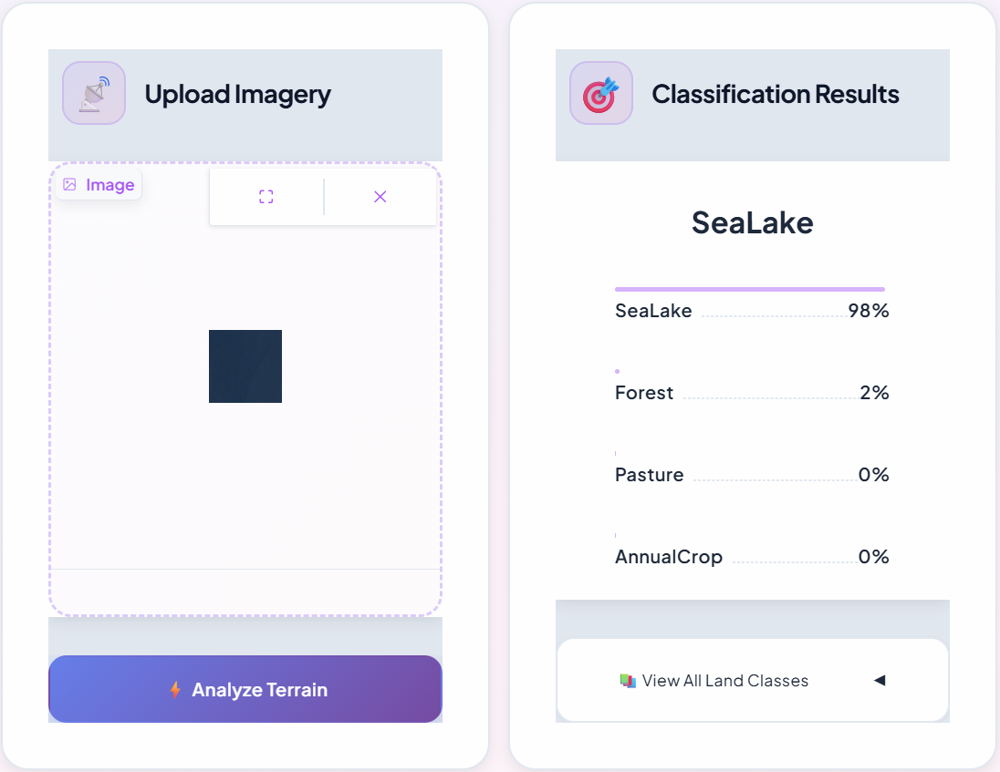 Upload Imagery
Image
Analyze Terrain
Classification Results
SeaLake
SeaLake 98%
Forest 2%
Pasture 0%
AnnualCrop 0%
View All Land Classes